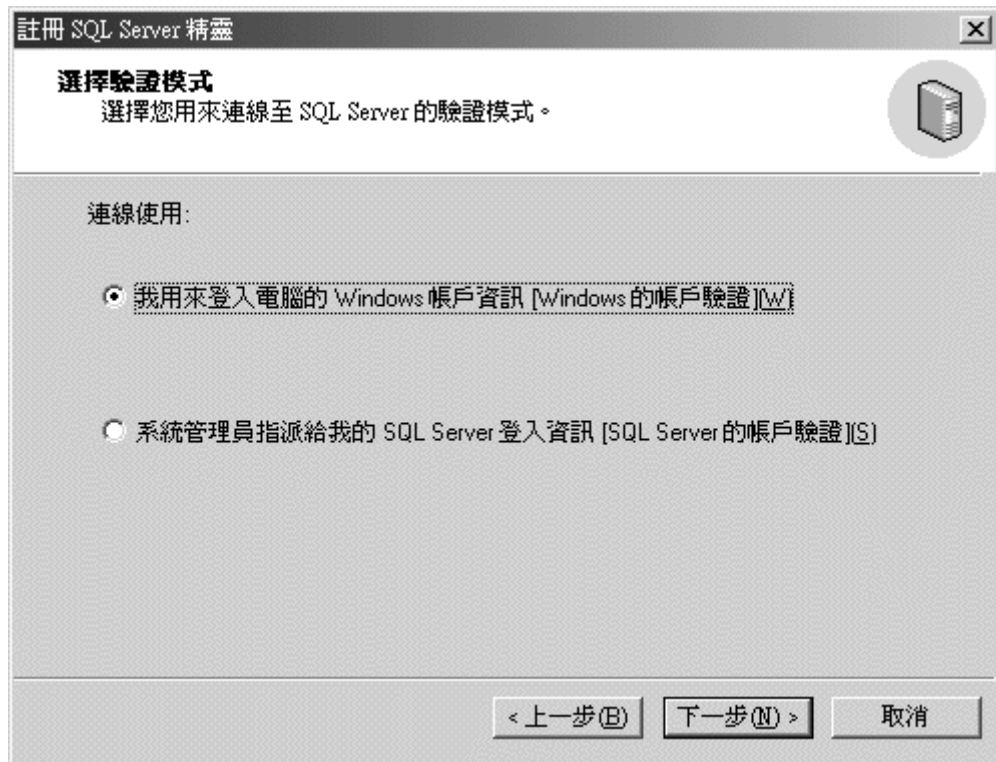 註冊 SQL Server 精靈
選擇驗證模式
選擇您用來連線至 SQL Server 的驗證模式。
連線使用:
我用來登入電腦的 Windows 帳戶資訊 [Windows 的帳戶驗證](W)
系統管理員指派給我的 SQL Server 登入資訊 [SQL Server 的帳戶驗證](S)
< 上一步(B) 下一步(N) > 取消